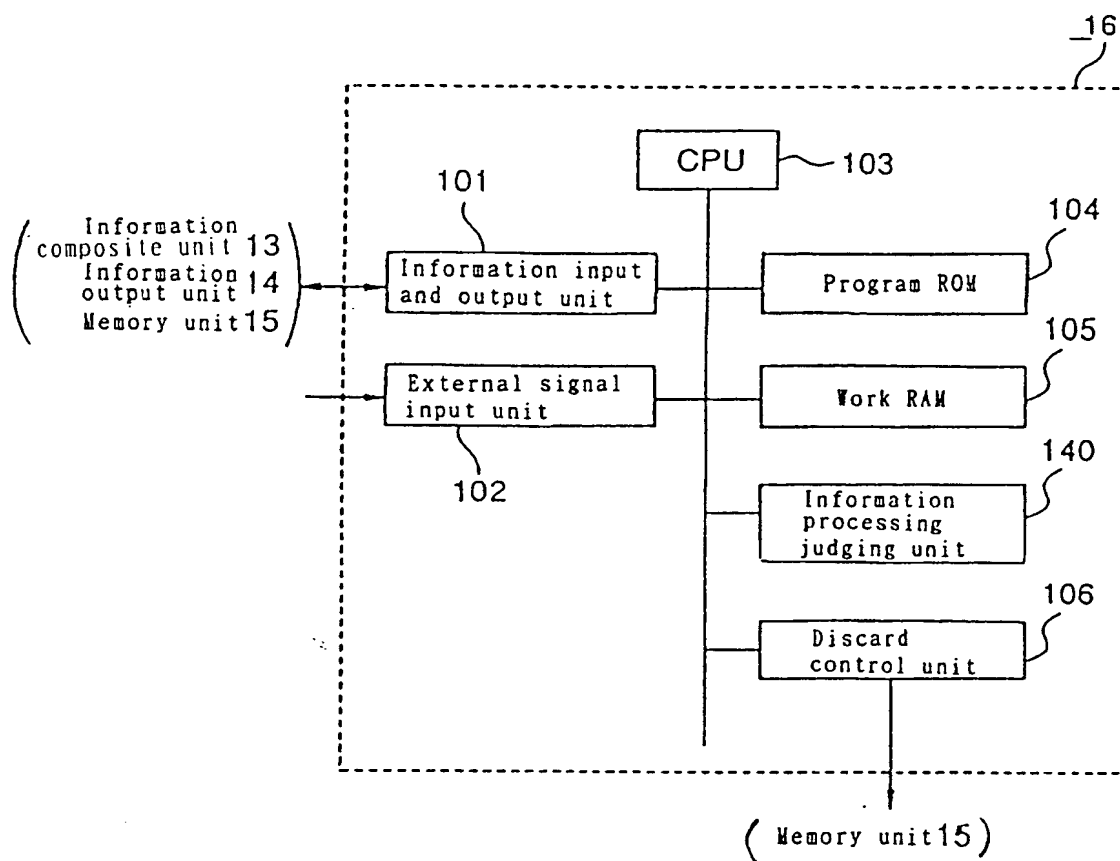 16
CPU
103
101
104
Information
composite unit 13
Information
output unit 14
Memory unit 15
Information input
and output unit
Program ROM
105
External signal
input unit
Work RAM
102
140
Information
processing
judging unit
106
Discard
control unit
(Memory unit 15)